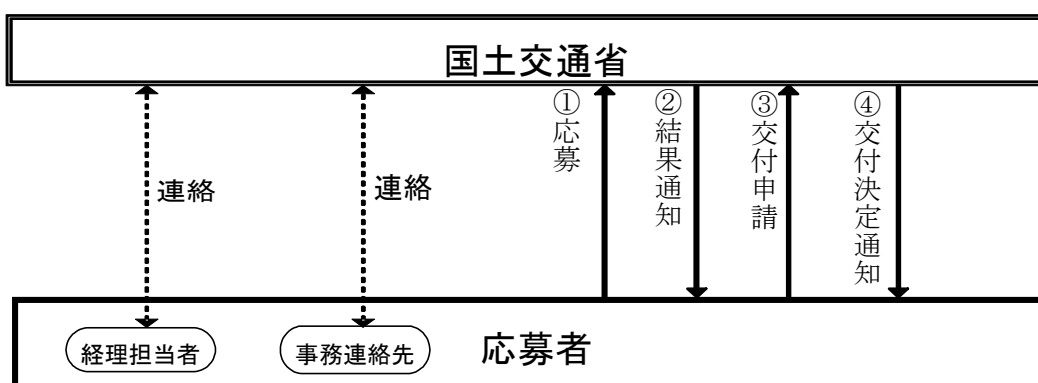 国土交通省
連絡
連絡
①応募
②結果通知
③交付申請
④交付決定通知
経理担当者
事務連絡先
応募者